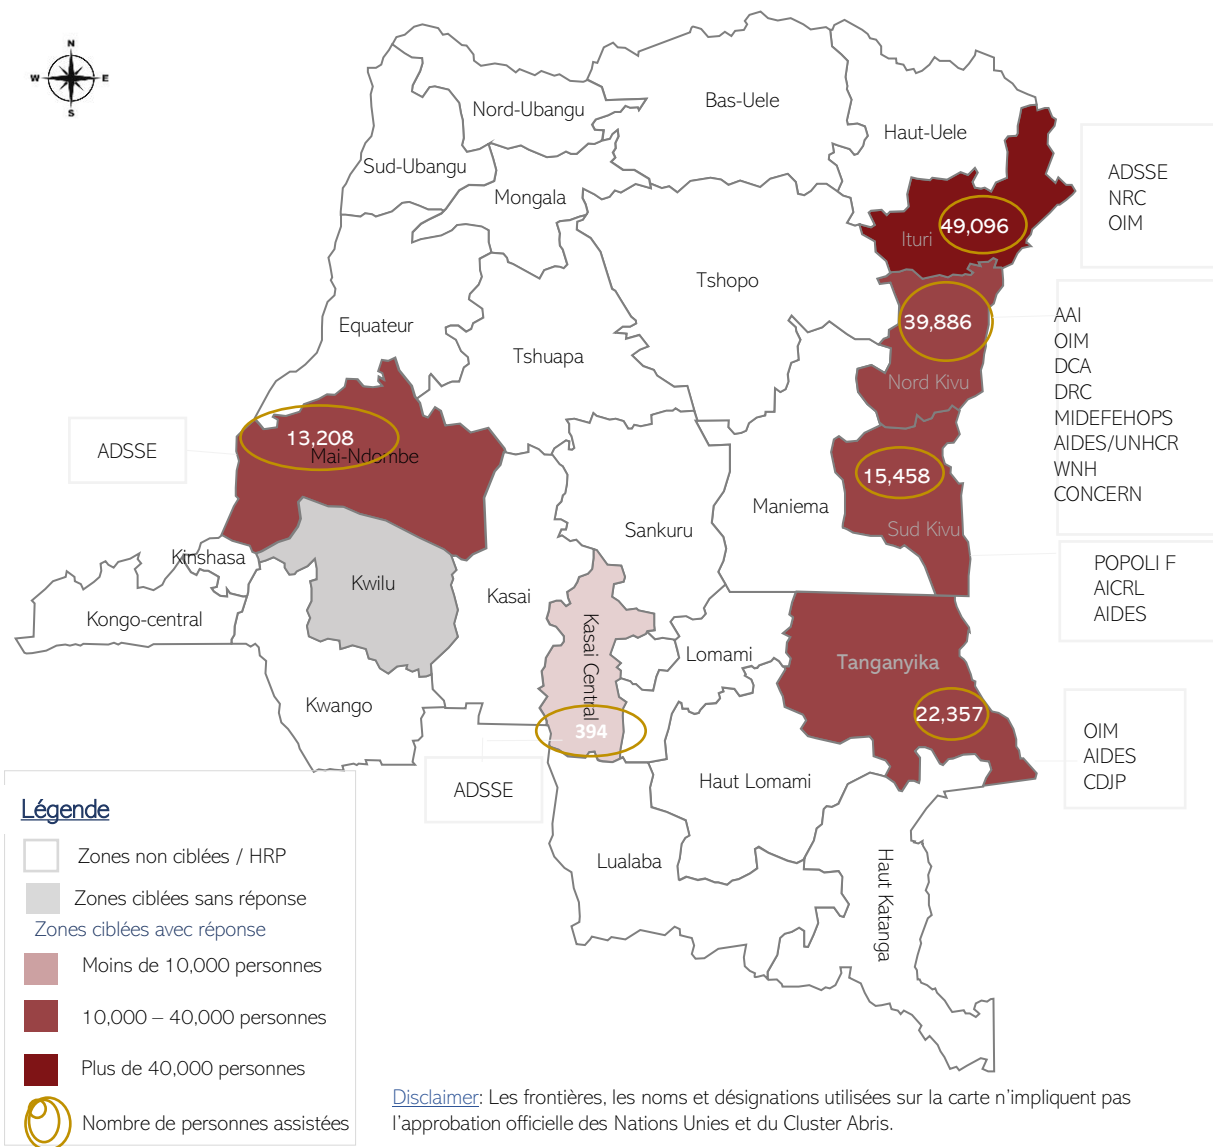 N
W
E
S
Nord-Ubangu
Bas-Uele
Haut-Uele
Sud-Ubangu
Mongala
ADSSE
NRC
OIM
Ituri
49,096
Tshopo
Equateur
Tshuapa
39,886
Nord Kivu
AAI
OIM
DCA
DRC
MIDEFEHOPS
AIDES/UNHCR
WNH
CONCERN
ADSSE
13,208
Mai-Ndombe
15,458
Sud Kivu
Maniema
Sankuru
Kinshasa
Kwilu
Kasai
Kongo-central
POPOLI F
AICRL
AIDES
Kasai Central
Lomami
Tanganyika
Kwango
394
22,357
OIM
AIDES
CDJP
ADSSE
Haut Lomami
Lualaba
Haut Katanga
Légende
Zones non ciblées / HRP
Zones ciblées sans réponse
Zones ciblées avec réponse
Moins de 10,000 personnes
10,000 – 40,000 personnes
Plus de 40,000 personnes
Nombre de personnes assistées
Disclaimer: Les frontières, les noms et désignations utilisées sur la carte n'impliquent pas
l'approbation officielle des Nations Unies et du Cluster Abris.